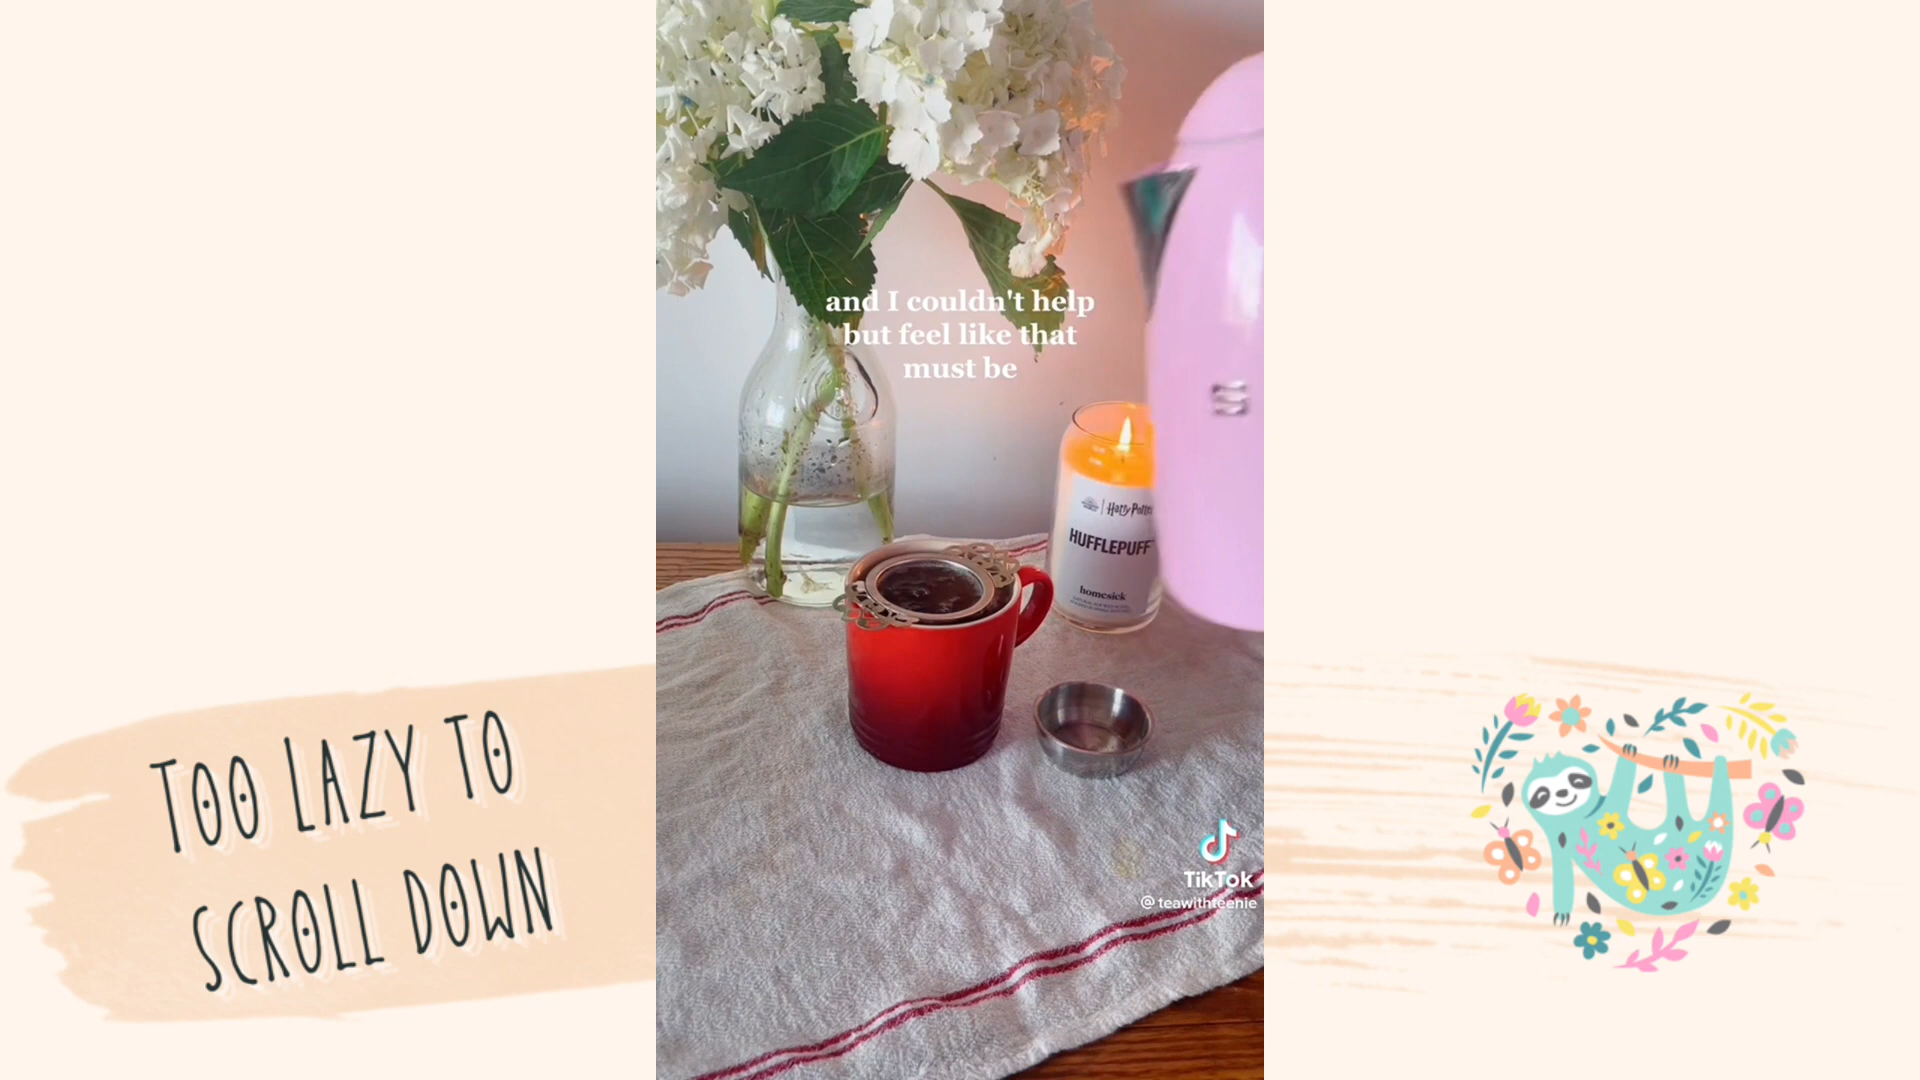 and I couldn't help
but feel like that
must be
Harry Potter
HUFFLEPUFF
homesick
TOO LAZY TO
SCROLL DOWN
TikTok
@teawithteenie